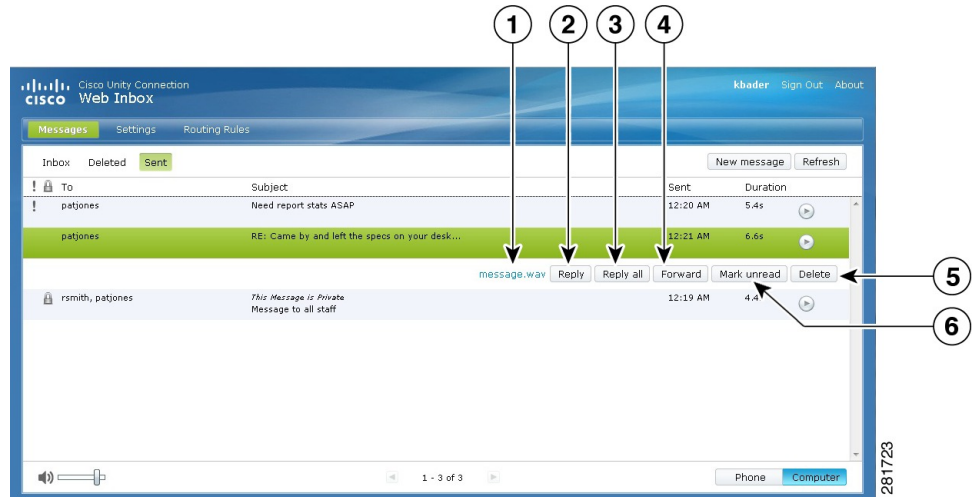 1 2 3 4
Cisco Unity Connection
CISCO Web Inbox
kbader Sign Out About
Messages Settings Routing Rules
Inbox Deleted Sent New message Refresh
! To Subject Sent Duration
! patjones Need report stats ASAP 12:20 AM 5.4s
patjones RE: Came by and left the specs on your desk... 12:21 AM 6.6s
message.wav Reply Reply all Forward Mark unread Delete 5
rsmith, patjones This Message is Private 12:19 AM 4.4
Message to all staff
6
1 - 3 of 3
Phone Computer
281723